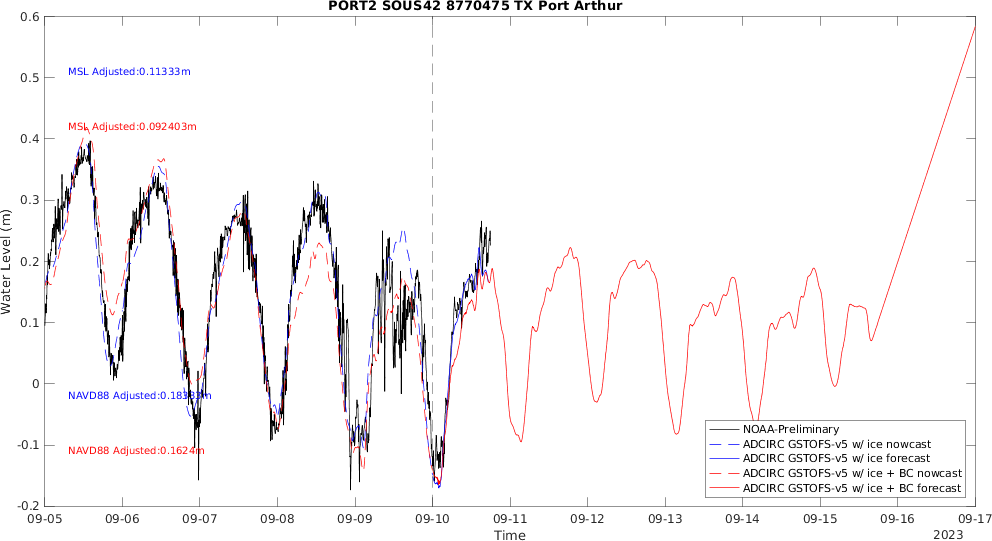 PORT2 SOUS42 8770475 TX Port Arthur
0.6
0.5
0.4
0.3
0.2
0.1
0
-0.1
-0.2
Water Level (m)
MSL Adjusted:0.11333m
MSL Adjusted:0.092403m
NAVD88 Adjusted:0.18333m
NAVD88 Adjusted:0.1624m
NOAA-Preliminary
ADCIRC GSTOFS-v5 w/ ice nowcast
ADCIRC GSTOFS-v5 w/ ice forecast
ADCIRC GSTOFS-v5 w/ ice + BC nowcast
ADCIRC GSTOFS-v5 w/ ice + BC forecast
09-05 09-06 09-07 09-08 09-09 09-10 09-11 09-12 09-13 09-14 09-15 09-16 09-17
Time
2023